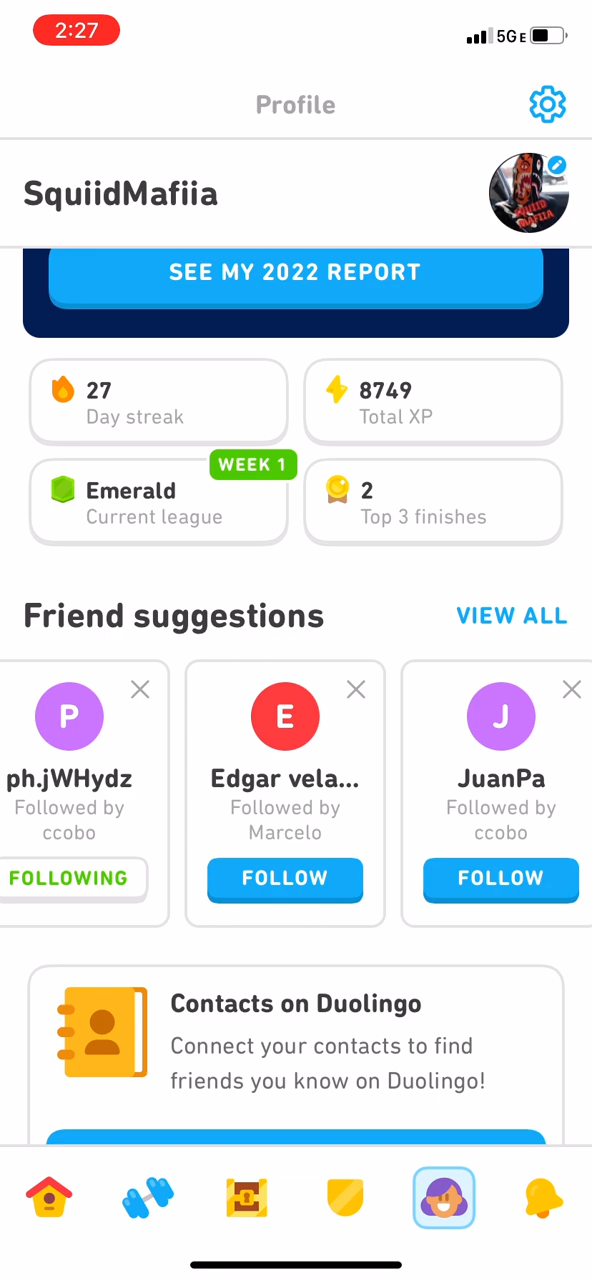 2:27
5G E
Profile
SquiidMafiia
SEE MY 2022 REPORT
27
Day streak
8749
Total XP
WEEK 1
Emerald
Current league
2
Top 3 finishes
Friend suggestions
VIEW ALL
P
ph.jWHydz
Followed by
ccobo
FOLLOWING
E
Edgar vela...
Followed by
Marcelo
FOLLOW
J
JuanPa
Followed by
ccobo
FOLLOW
Contacts on Duolingo
Connect your contacts to find
friends you know on Duolingo!